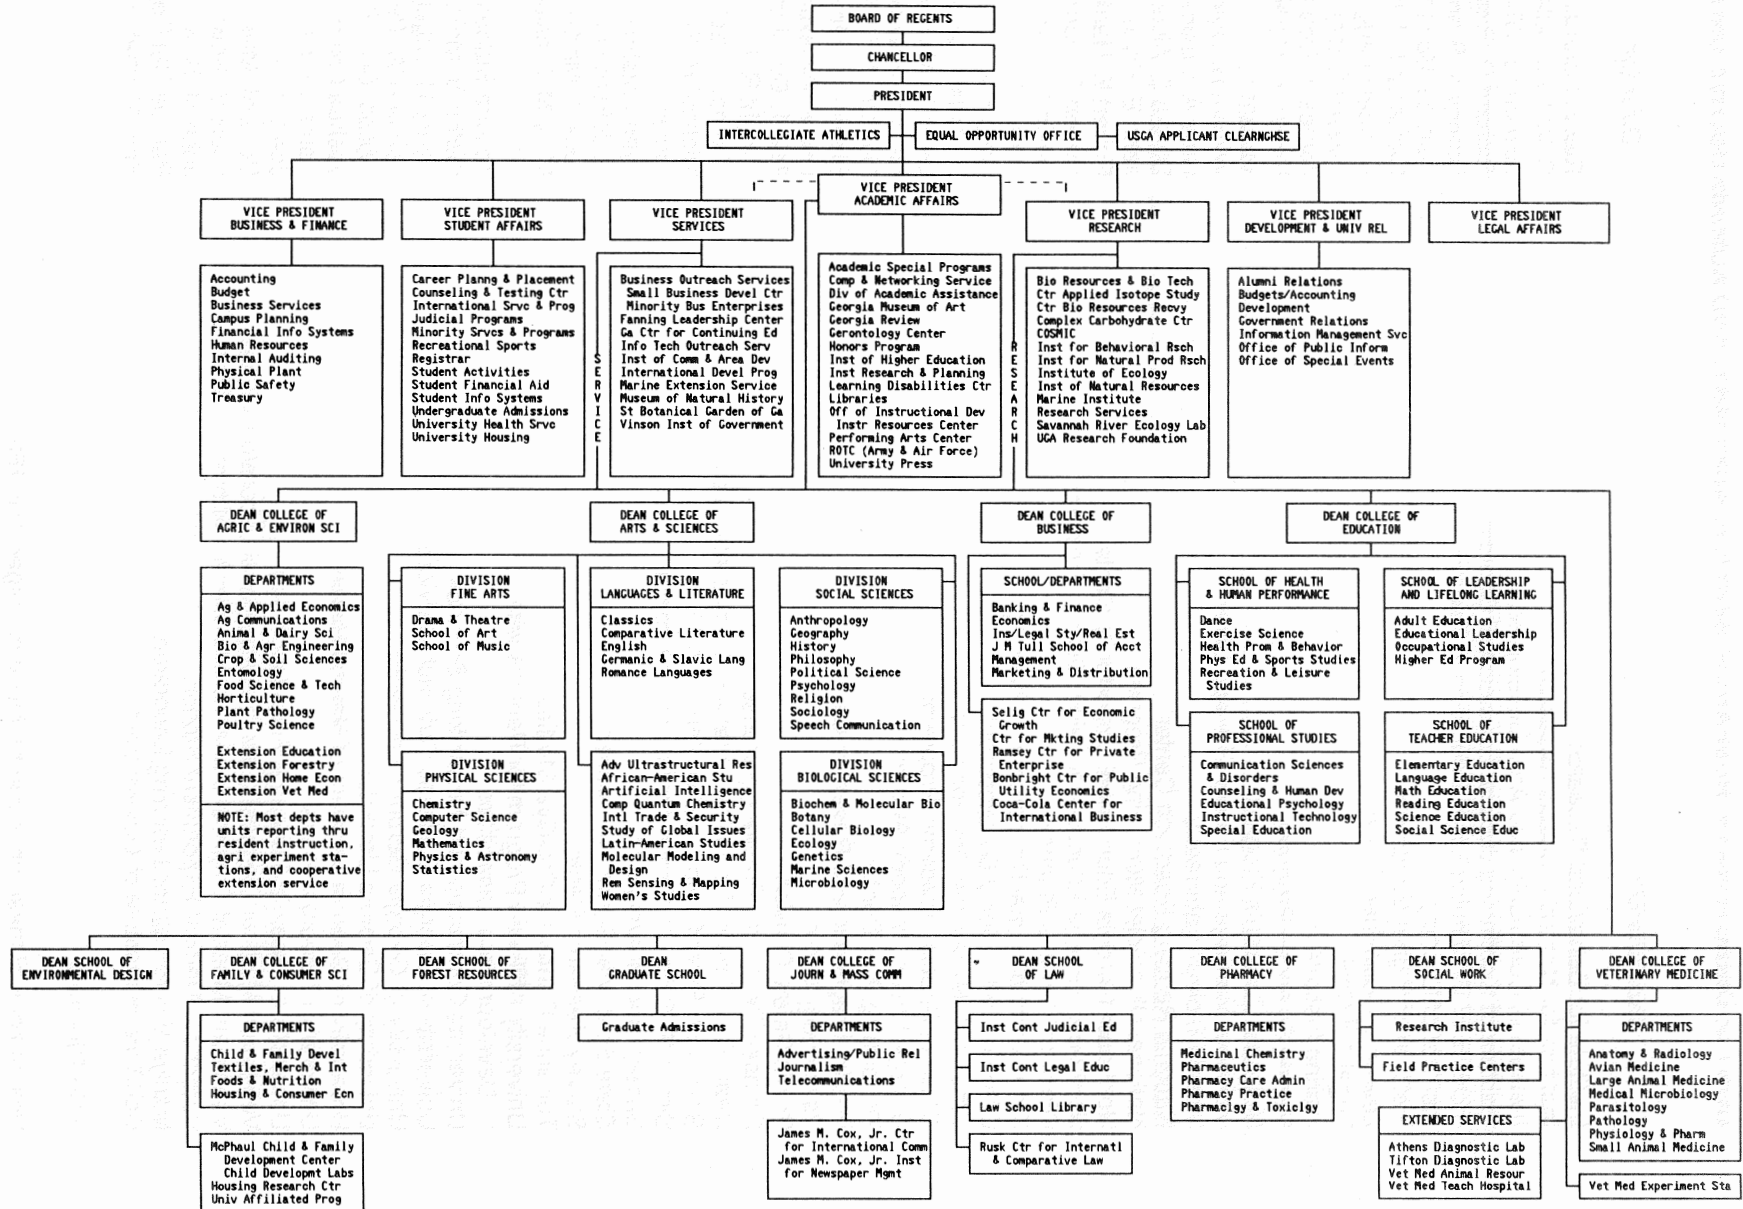 BOARD OF REGENTS
CHANCELLOR
PRESIDENT
INTERCOLLEGIATE ATHLETICS
EQUAL OPPORTUNITY OFFICE
USGA APPLICANT CLEARNGHSE
VICE PRESIDENT
BUSINESS & FINANCE
Accounting
Budget
Business Services
Campus Planning
Financial Info Systems
Human Resources
Internal Auditing
Physical Plant
Public Safety
Treasury
VICE PRESIDENT
STUDENT AFFAIRS
Career Planng & Placement
Counseling & Testing Ctr
International Srvc & Prog
Judicial Programs
Minority Srvcs & Programs
Recreational Sports
Registrar
Student Activities
Student Financial Aid
Student Info Systems
Undergraduate Admissions
University Health Srvc
University Housing
VICE PRESIDENT
SERVICES
S
E
R
V
I
C
E
Business Outreach Services
Small Business Devel Ctr
Minority Bus Enterprises
Fanning Leadership Center
Ga Ctr for Continuing Ed
Info Tech Outreach Serv
Inst of Comm & Area Dev
International Devel Prog
Marine Extension Service
Museum of Natural History
St Botanical Garden of Ga
Vinson Inst of Government
VICE PRESIDENT
ACADEMIC AFFAIRS
Academic Special Programs
Comp & Networking Service
Div of Academic Assistance
Georgia Museum of Art
Georgia Review
Gerontology Center
Honors Program
Inst of Higher Education
Inst Research & Planning
Learning Disabilities Ctr
Libraries
Off of Instructional Dev
Instr Resources Center
Performing Arts Center
ROTC (Army & Air Force)
University Press
VICE PRESIDENT
RESEARCH
R
E
S
E
A
R
C
H
Bio Resources & Bio Tech
Ctr Applied Isotope Study
Ctr Bio Resources Recvy
Complex Carbohydrate Ctr
COSMIC
Inst for Behavioral Rsch
Inst for Natural Prod Rsch
Institute of Ecology
Inst of Natural Resources
Marine Institute
Research Services
Savannah River Ecology Lab
UGA Research Foundation
VICE PRESIDENT
DEVELOPMENT & UNIV REL
Alumni Relations
Budgets/Accounting
Development
Government Relations
Information Management Svc
Office of Public Inform
Office of Special Events
VICE PRESIDENT
LEGAL AFFAIRS
DEAN COLLEGE OF
AGRIC & ENVIRON SCI
DEPARTMENTS
Ag & Applied Economics
Ag Communications
Animal & Dairy Sci
Bio & Agr Engineering
Crop & Soil Sciences
Entomology
Food Science & Tech
Horticulture
Plant Pathology
Poultry Science
Extension Education
Extension Forestry
Extension Home Econ
Extension Vet Med
NOTE: Most depts have
units reporting thru
resident instruction,
agri experiment sta-
tions, and cooperative
extension service
DEAN COLLEGE OF
ARTS & SCIENCES
DIVISION
FINE ARTS
Drama & Theatre
School of Art
School of Music
DIVISION
LANGUAGES & LITERATURE
Classics
Comparative Literature
English
Germanic & Slavic Lang
Romance Languages
DIVISION
SOCIAL SCIENCES
Anthropology
Geography
History
Philosophy
Political Science
Psychology
Religion
Sociology
Speech Communication
DIVISION
PHYSICAL SCIENCES
Chemistry
Computer Science
Geology
Mathematics
Physics & Astronomy
Statistics
Adv Ultrastructural Res
African-American Stu
Artificial Intelligence
Comp Quantum Chemistry
Intl Trade & Security
Study of Global Issues
Latin-American Studies
Molecular Modeling and
Design
Rem Sensing & Mapping
Women's Studies
DIVISION
BIOLOGICAL SCIENCES
Biochem & Molecular Bio
Botany
Cellular Biology
Ecology
Genetics
Marine Sciences
Microbiology
DEAN COLLEGE OF
BUSINESS
SCHOOL/DEPARTMENTS
Banking & Finance
Economics
Ins/Legal Sty/Real Est
J M Tull School of Acct
Management
Marketing & Distribution
Selig Ctr for Economic
Growth
Ctr for Mkting Studies
Ramsey Ctr for Private
Enterprise
Bonbright Ctr for Public
Utility Economics
Coca-Cola Center for
International Business
DEAN COLLEGE OF
EDUCATION
SCHOOL OF HEALTH
& HUMAN PERFORMANCE
Dance
Exercise Science
Health Prom & Behavior
Phys Ed & Sports Studies
Recreation & Leisure
Studies
SCHOOL OF LEADERSHIP
AND LIFELONG LEARNING
Adult Education
Educational Leadership
Occupational Studies
Higher Ed Program
SCHOOL OF
PROFESSIONAL STUDIES
Communication Sciences
& Disorders
Counseling & Human Dev
Educational Psychology
Instructional Technology
Special Education
SCHOOL OF
TEACHER EDUCATION
Elementary Education
Language Education
Math Education
Reading Education
Science Education
Social Science Educ
DEAN SCHOOL OF
ENVIRONMENTAL DESIGN
DEAN COLLEGE OF
FAMILY & CONSUMER SCI
DEPARTMENTS
Child & Family Devel
Textiles, Merch & Int
Foods & Nutrition
Housing & Consumer Ecn
McPhaul Child & Family
Development Center
Child Developmt Labs
Housing Research Ctr
Univ Affiliated Prog
DEAN SCHOOL OF
FOREST RESOURCES
DEAN
GRADUATE SCHOOL
Graduate Admissions
DEAN COLLEGE OF
JOURN & MASS COMM
DEPARTMENTS
Advertising/Public Rel
Journalism
Telecommunications
James M. Cox, Jr. Ctr
for International Comm
James M. Cox, Jr. Inst
for Newspaper Mgmt
DEAN SCHOOL
OF LAW
Inst Cont Judicial Ed
Inst Cont Legal Educ
Law School Library
Rusk Ctr for Internatl
& Comparative Law
DEAN COLLEGE OF
PHARMACY
DEPARTMENTS
Medicinal Chemistry
Pharmaceutics
Pharmacy Care Admin
Pharmacy Practice
Pharmaclgy & Toxiclgy
DEAN SCHOOL OF
SOCIAL WORK
Research Institute
Field Practice Centers
DEAN COLLEGE OF
VETERINARY MEDICINE
DEPARTMENTS
Anatomy & Radiology
Avian Medicine
Large Animal Medicine
Medical Microbiology
Parasitology
Pathology
Physiology & Pharm
Small Animal Medicine
EXTENDED SERVICES
Athens Diagnostic Lab
Tifton Diagnostic Lab
Vet Med Animal Resour
Vet Med Teach Hospital
Vet Med Experiment Sta